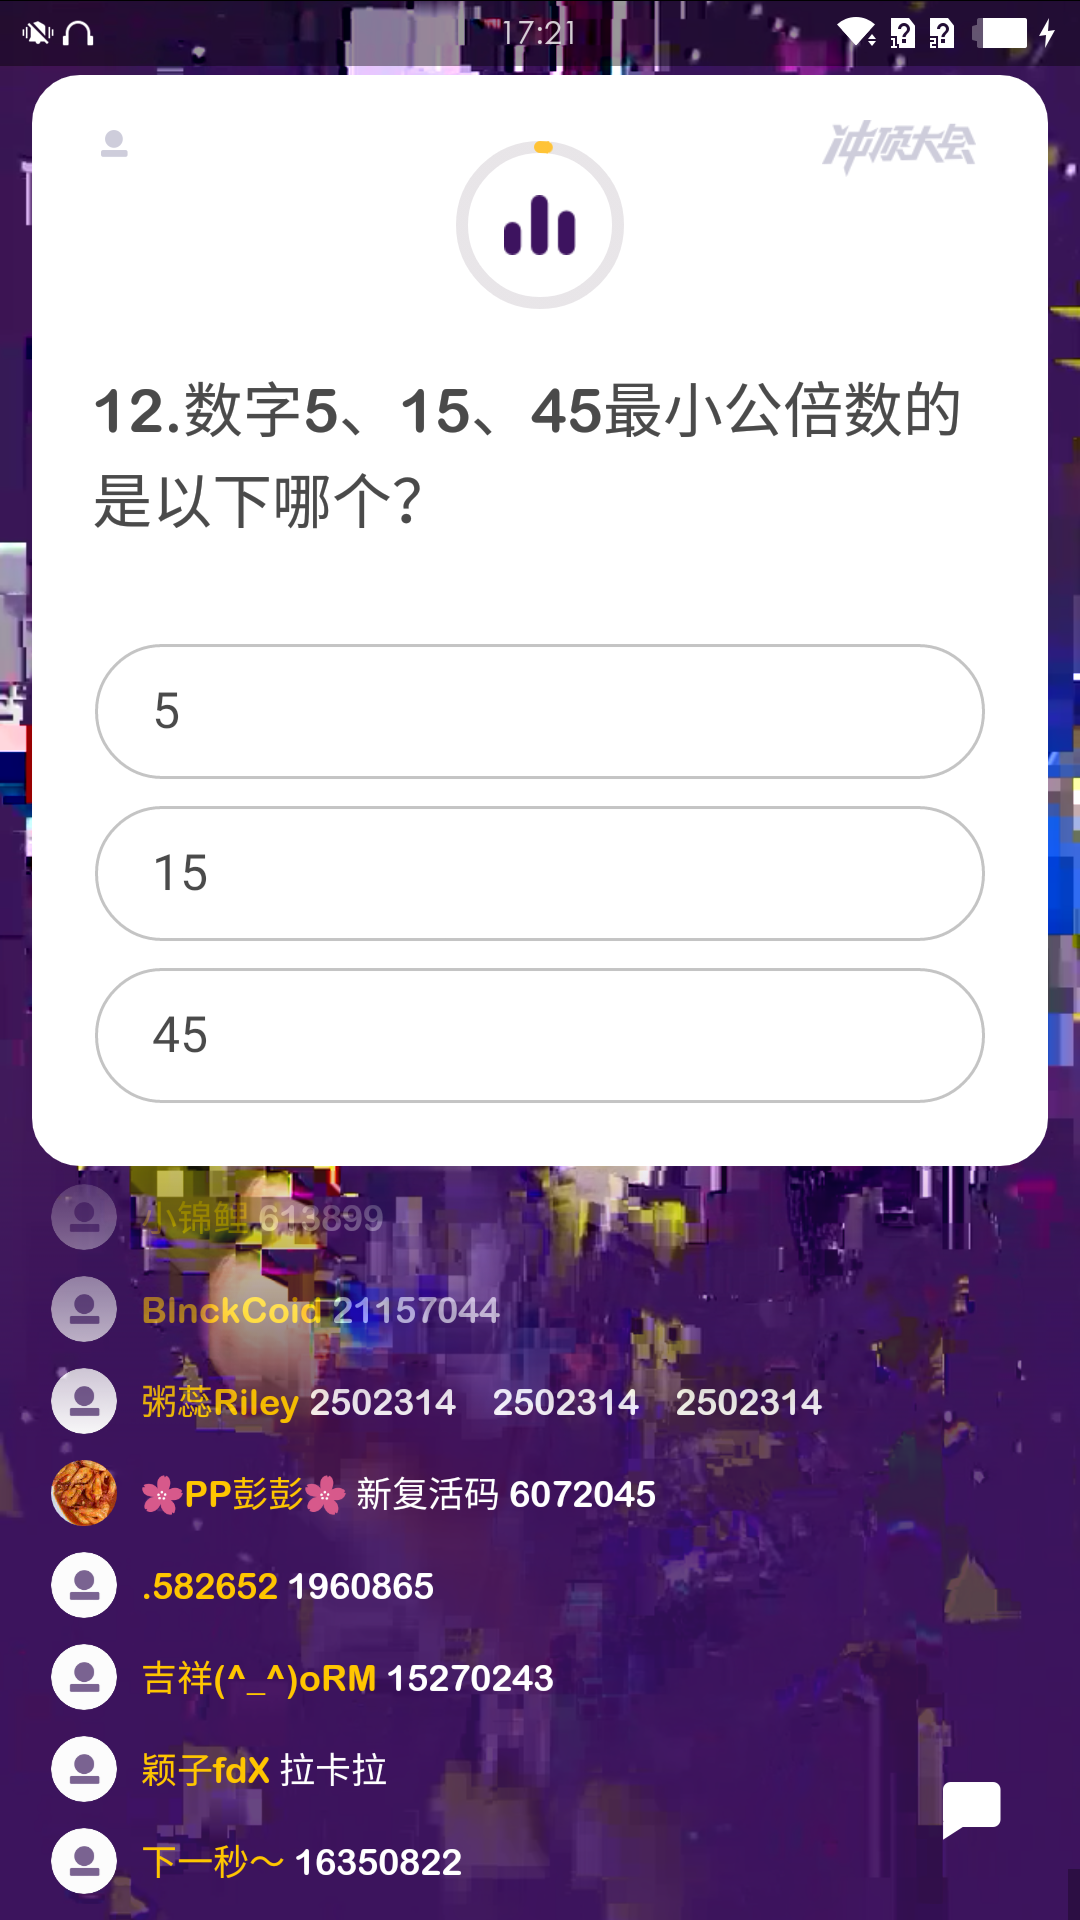 17:21
冲顶大会
12.数字5、15、45最小公倍数的
是以下哪个？
5
15
45
小锦鲤 613899
BlnckCoid 21157044
粥蕊Riley 2502314 2502314 2502314
🌸PP彭彭🌸 新复活码 6072045
.582652 1960865
吉祥(^_^)oRM 15270243
颖子fdX 拉卡拉
下一秒～ 16350822